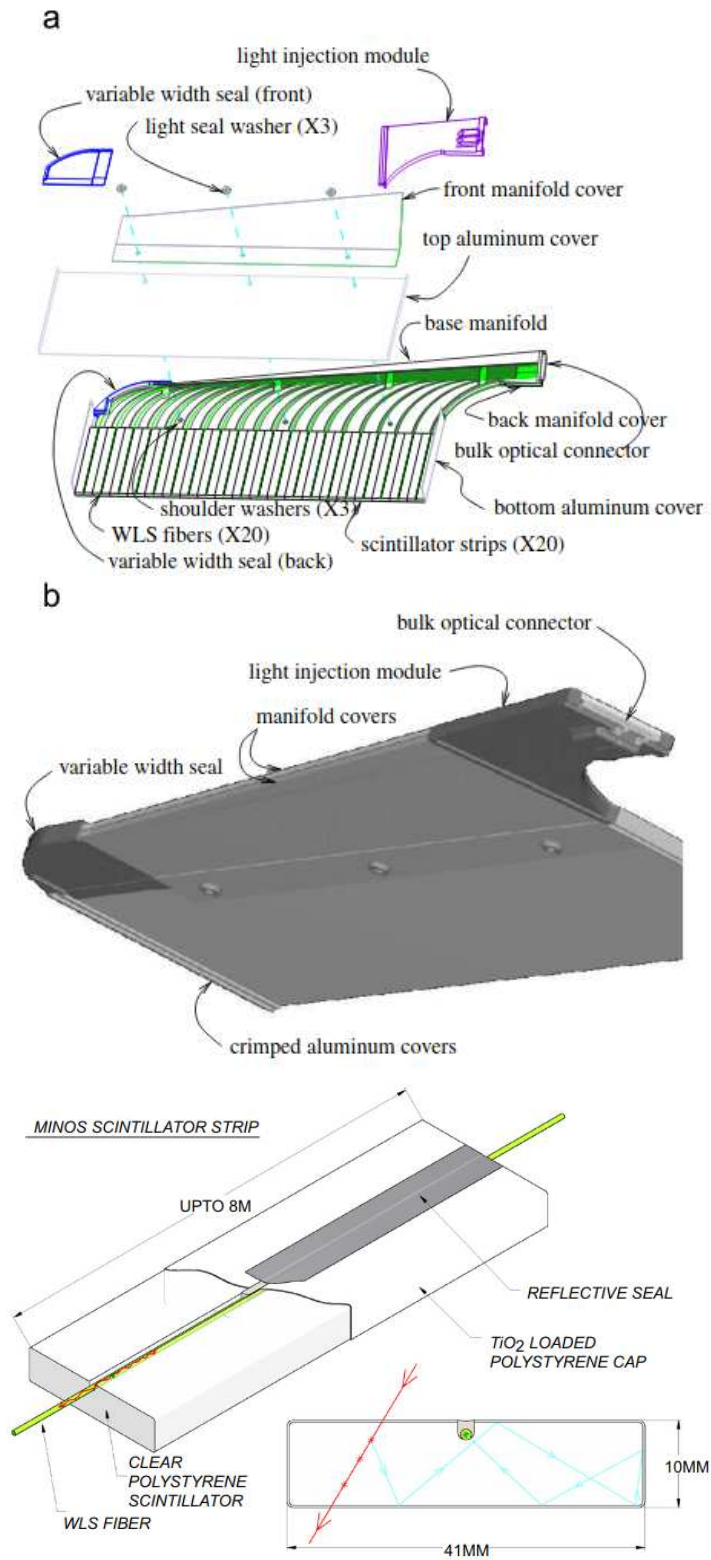 a
light injection module
variable width seal (front)
light seal washer (X3)
front manifold cover
top aluminum cover
base manifold
back manifold cover
bulk optical connector
shoulder washers (X3)
bottom aluminum cover
WLS fibers (X20)
scintillator strips (X20)
variable width seal (back)
b
bulk optical connector
light injection module
manifold covers
variable width seal
crimped aluminum covers
MINOS SCINTILLATOR STRIP
UPTO 8M
REFLECTIVE SEAL
TiO2 LOADED
POLYSTYRENE CAP
CLEAR
POLYSTYRENE
SCINTILLATOR
WLS FIBER
10MM
41MM